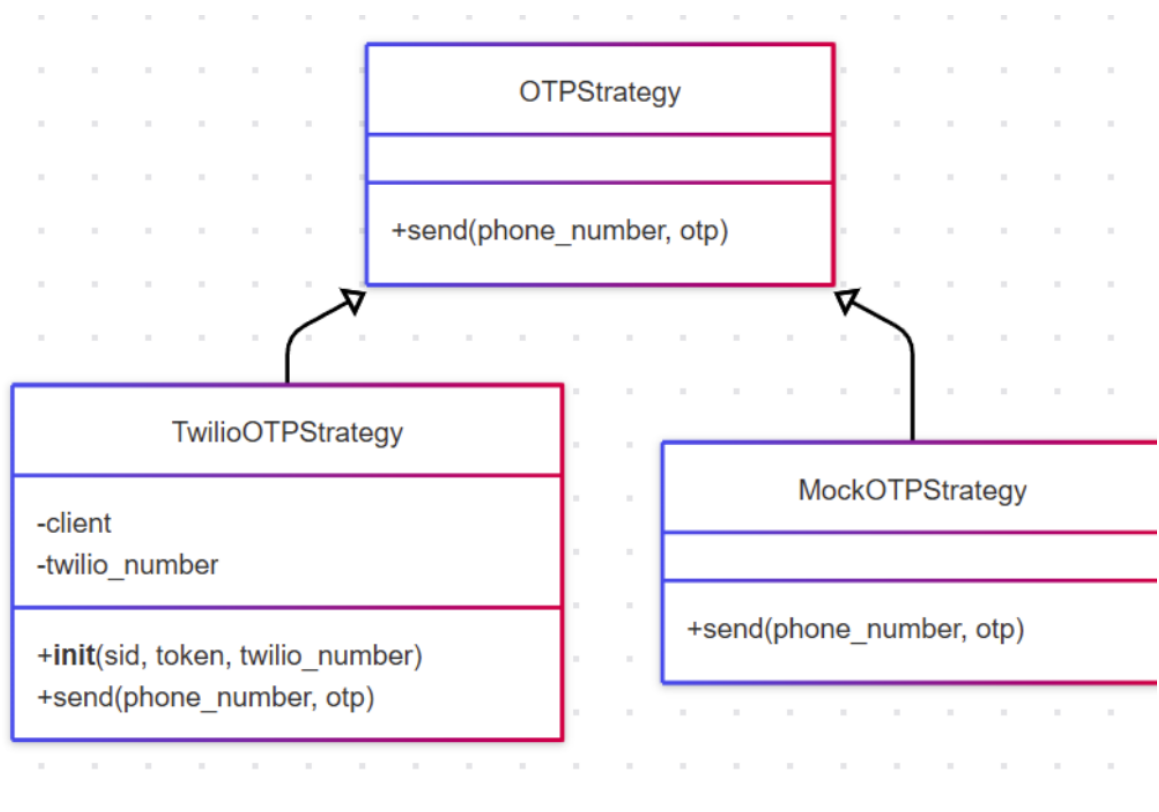 OTPStrategy
+send(phone_number, otp)
TwilioOTPStrategy
-client
-twilio_number
+init(sid, token, twilio_number)
+send(phone_number, otp)
MockOTPStrategy
+send(phone_number, otp)